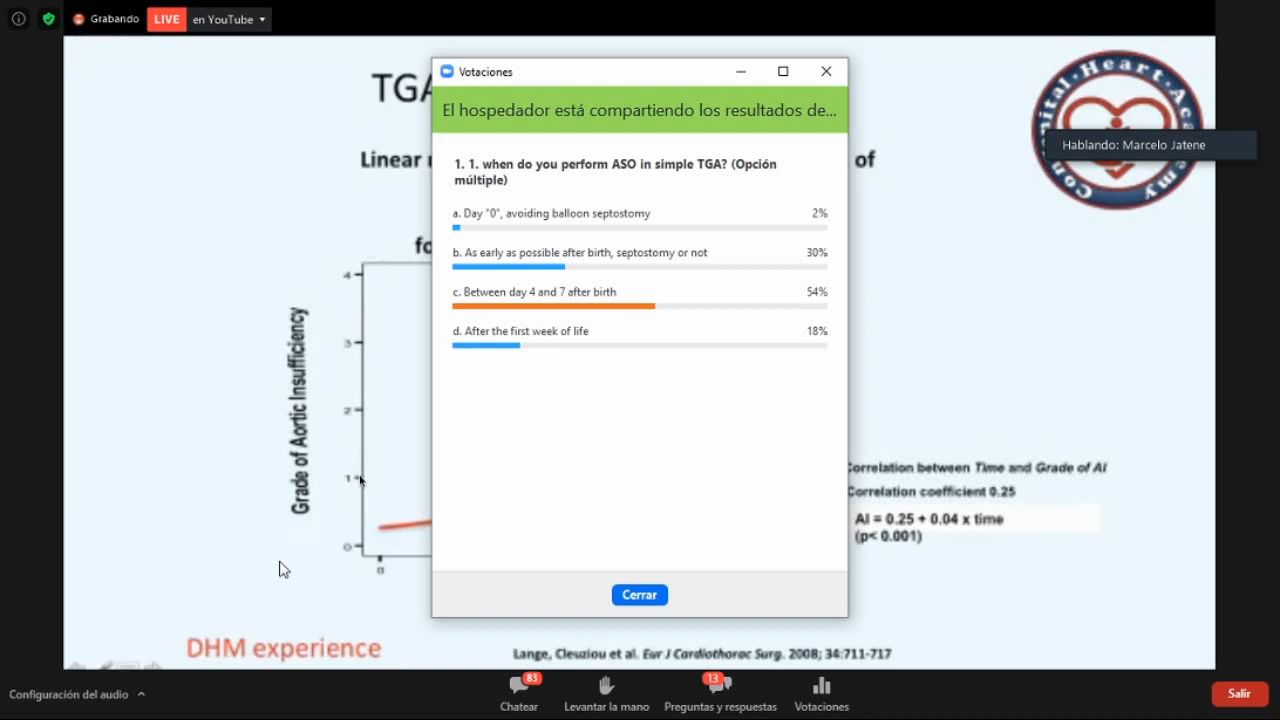 Grabando
LIVE
en YouTube
TGA
Votaciones
El hospedador está compartiendo los resultados de...
Hablando: Marcelo Jatene
Linear
of
1. 1. when do you perform ASO in simple TGA? (Opción
múltiple)
a. Day "0", avoiding balloon septostomy 2%
b. As early as possible after birth, septostomy or not 30%
c. Between day 4 and 7 after birth 54%
d. After the first week of life 18%
4
3
2
1
0
0
Grade of Aortic Insufficiency
Correlation between Time and Grade of AI
Correlation coefficient 0.25
AI = 0.25 + 0.04 x time
(p< 0.001)
Cerrar
DHM experience
Lange, Cleuziou et al. Eur J Cardiothorac Surg. 2008; 34:711-717
Configuración del audio
83
Chatear
Levantar la mano
13
Preguntas y respuestas
Votaciones
Salir